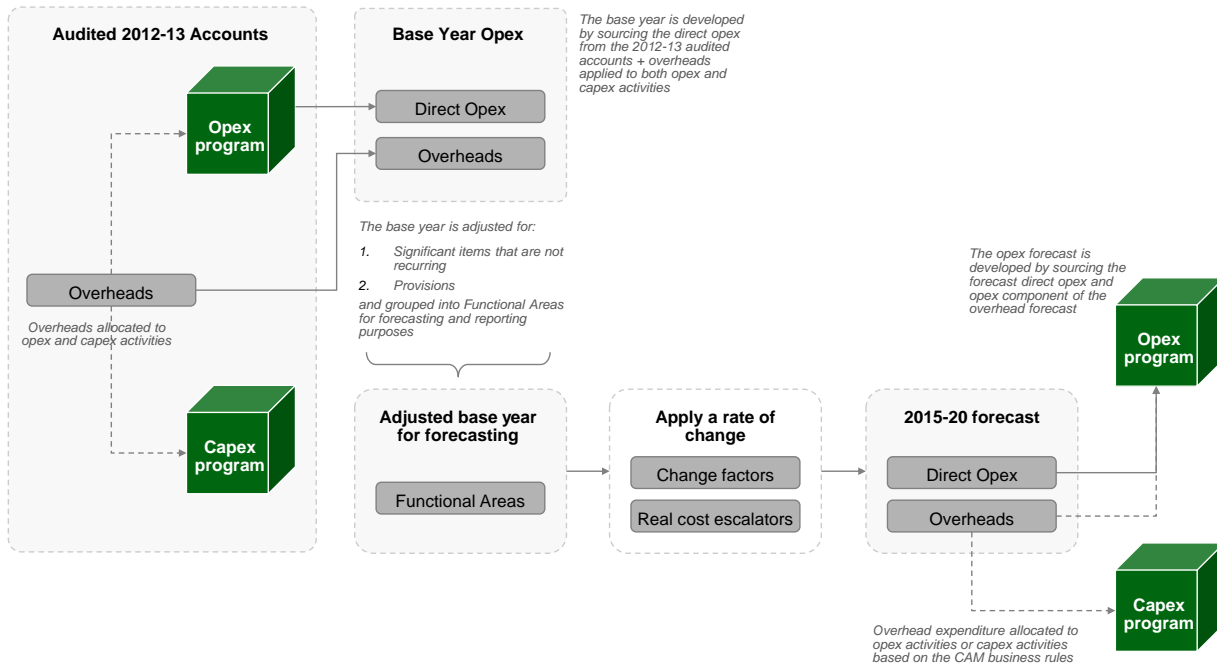 Audited 2012-13 Accounts
Opex
program
Overheads
Overheads allocated to
opex and capex activities
Capex
program
Base Year Opex
Direct Opex
Overheads
The base year is developed
by sourcing the direct opex
from the 2012-13 audited
accounts + overheads
applied to both opex and
capex activities
The base year is adjusted for:
1. Significant items that are not
recurring
2. Provisions
and grouped into Functional Areas
for forecasting and reporting
purposes
Adjusted base year
for forecasting
Functional Areas
Apply a rate of
change
Change factors
Real cost escalators
2015-20 forecast
Direct Opex
Overheads
The opex forecast is
developed by sourcing the
forecast direct opex and
opex component of the
overhead forecast
Opex
program
Capex
program
Overhead expenditure allocated to
opex activities or capex activities
based on the CAM business rules